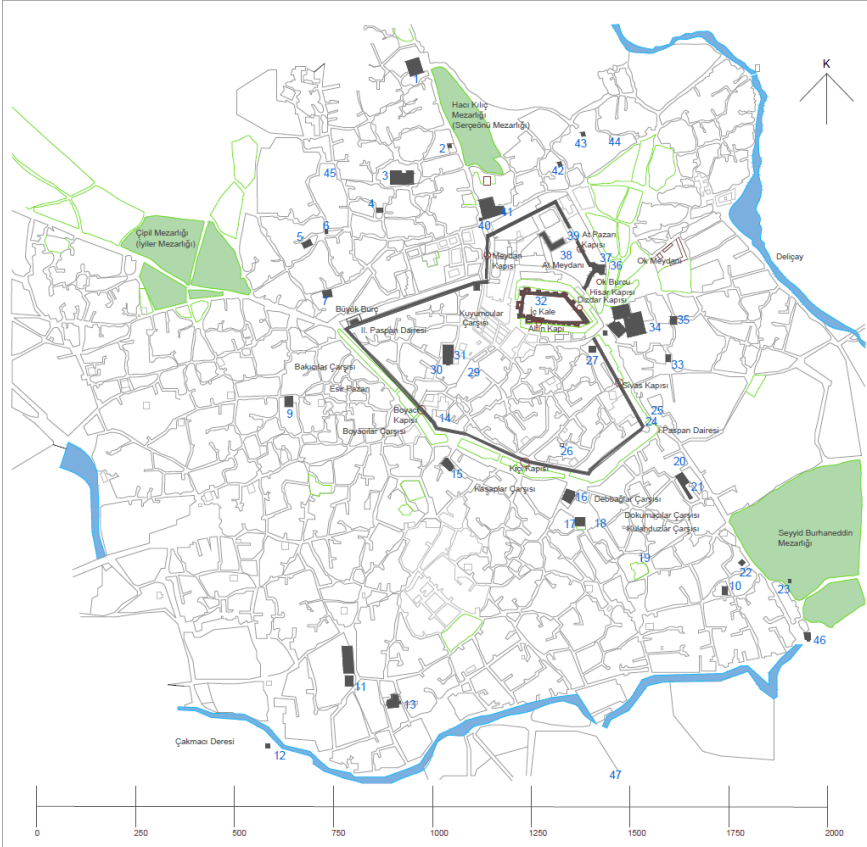 K
1
Hacı Kılıç
Mezarlığı
(Serçeönü Mezarlığı)
43
44
2
42
45
3
4
41
40
Çipil Mezarlığı
(İyiler Mezarlığı)
5
6
39
At Pazarı
Kapısı
38
Meydan
Kapısı
At Meydanı
37
36
Ok Meydanı
Deliçay
Ok Burcu
Hisar Kapısı
Dizdar Kapısı
7
32
İç Kale
Altın Kapı
Büyük Burç
Kuyumcular
Çarşısı
II. Paspan Dairesi
34
35
27
33
31
30
29
Bakıcılar Çarşısı
Esir Pazarı
Sivas Kapısı
9
Boyacı
Kapısı
14
25
24
I.Paspan Dairesi
Boyacılar Çarşısı
26
15
Kiçi Kapısı
20
21
Kasaplar Çarşısı
16
Debbağlar Çarşısı
17
18
Dokumacılar Çarşısı
Külahduzlar Çarşısı
Seyyid Burhaneddin
Mezarlığı
19
22
10
23
46
11
13
Çakmacı Deresi
12
47
0
250
500
750
1000
1250
1500
1750
2000